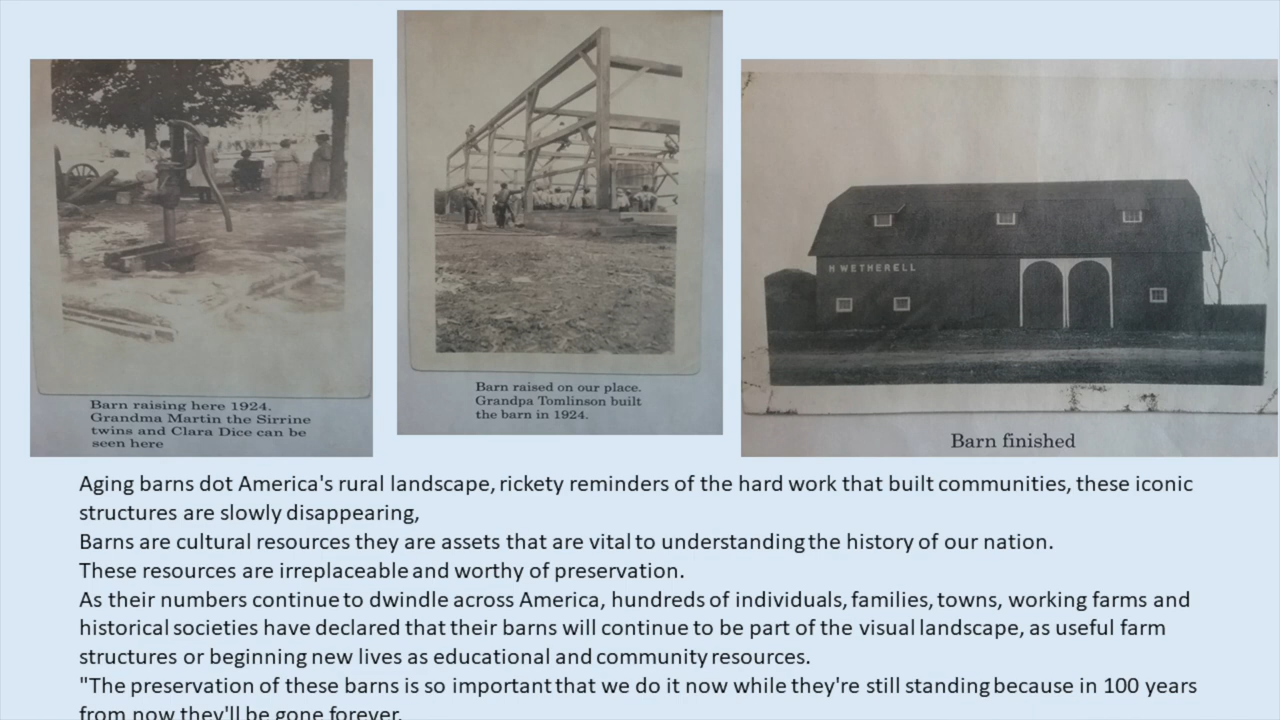 Barn raising here 1924.
Grandma Martin the Sirrine
twins and Clara Dice can be
seen here
Barn raised on our place.
Grandpa Tomlinson built
the barn in 1924.
H WETHERELL
Barn finished
Aging barns dot America's rural landscape, rickety reminders of the hard work that built communities, these iconic
structures are slowly disappearing,
Barns are cultural resources they are assets that are vital to understanding the history of our nation.
These resources are irreplaceable and worthy of preservation.
As their numbers continue to dwindle across America, hundreds of individuals, families, towns, working farms and
historical societies have declared that their barns will continue to be part of the visual landscape, as useful farm
structures or beginning new lives as educational and community resources.
"The preservation of these barns is so important that we do it now while they're still standing because in 100 years
from now they'll be gone forever.